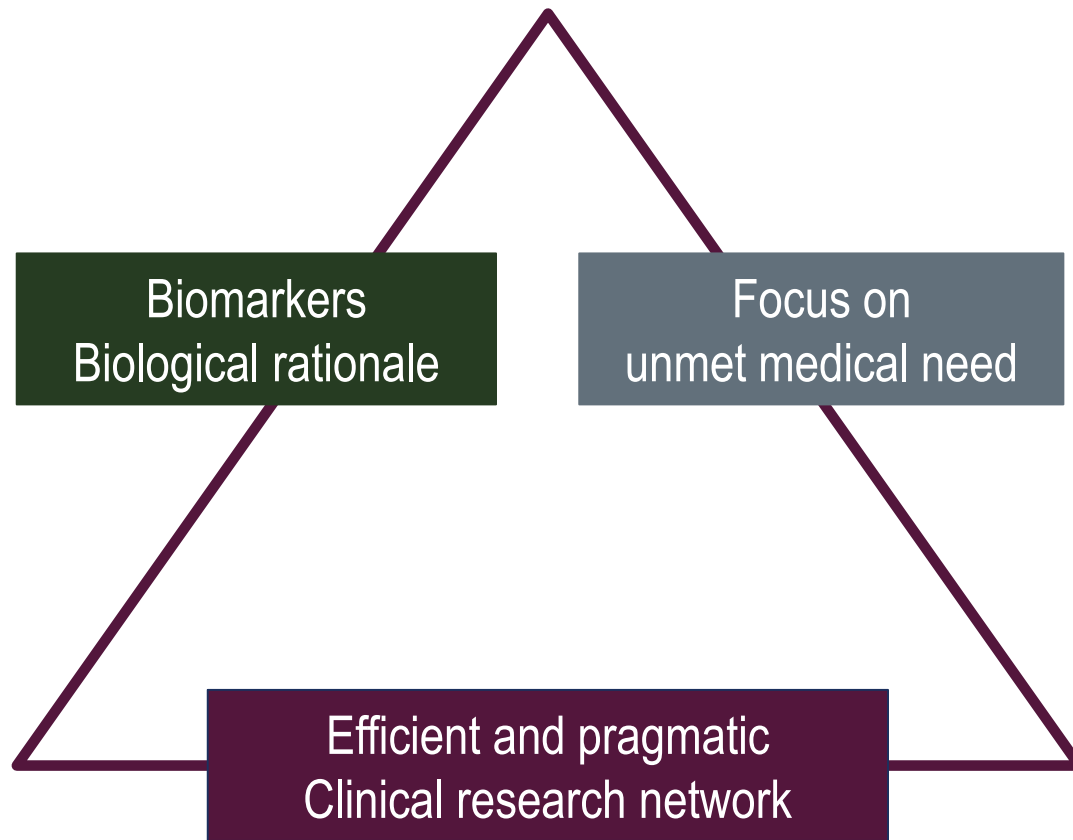 Biomarkers
Biological rationale
Focus on
unmet medical need
Efficient and pragmatic
Clinical research network